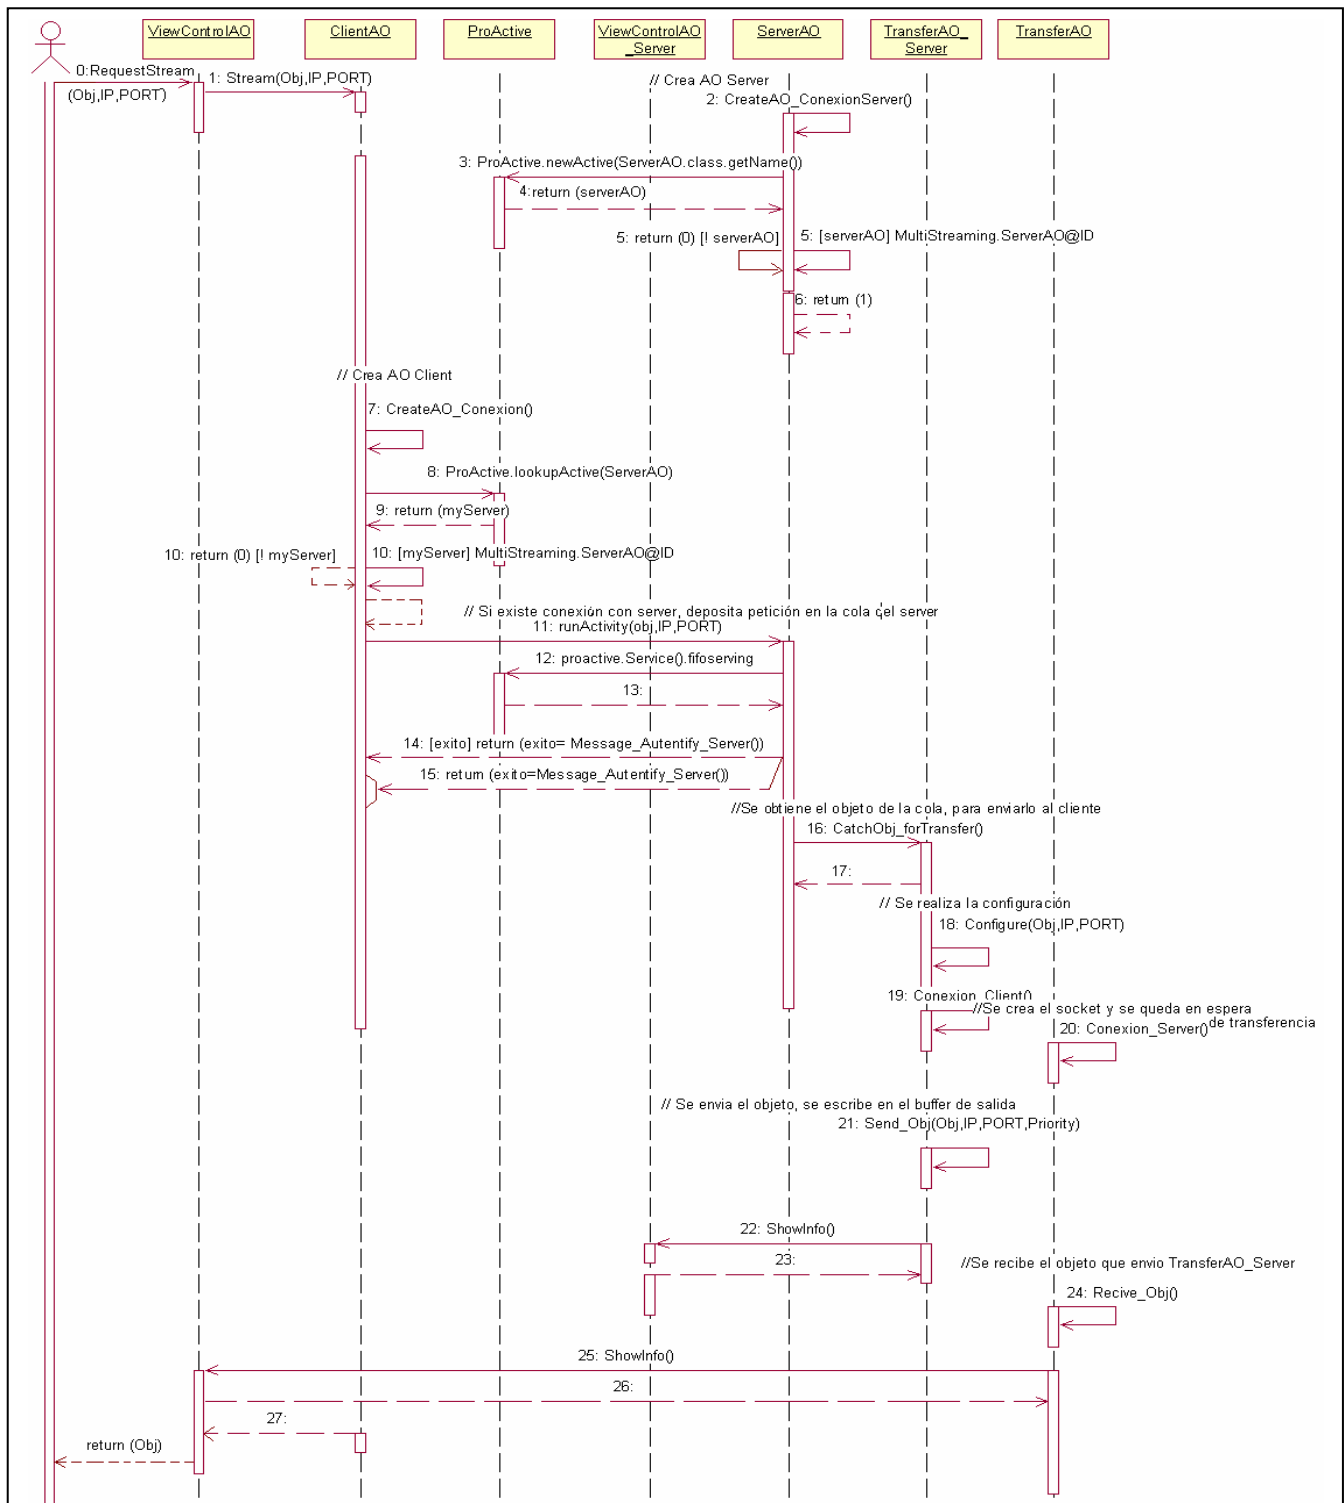 ViewControlAO
ClientAO
ProActive
ViewControlAO
_Server
ServerAO
TransferAO_
Server
TransferAO
0:RequestStream
(Obj,IP,PORT)
1: Stream(Obj,IP,PORT)
// Crea AO Server
2: CreateAO_ConexionServer()
3: ProActive.newActive(ServerAO.class.getName())
4:return (serverAO)
5: return (0) [! serverAO]
5: [serverAO] MultiStreaming.ServerAO@ID
6: return (1)
// Crea AO Client
7: CreateAO_Conexion()
8: ProActive.lookupActive(ServerAO)
9: return (myServer)
10: return (0) [! myServer]
10: [myServer] MultiStreaming.ServerAO@ID
// Si existe conexión con server, deposita petición en la cola del server
11: runActivity(obj,IP,PORT)
12: proactive.Service().fifoserving
13:
14: [exito] return (exito= Message_Autentify_Server())
15: return (exito=Message_Autentify_Server())
//Se obtiene el objeto de la cola, para enviarlo al cliente
16: CatchObj_forTransfer()
17:
// Se realiza la configuración
18: Configure(Obj,IP,PORT)
19: Conexion_Client()
//Se crea el socket y se queda en espera
de transferencia
20: Conexion_Server()
// Se envia el objeto, se escribe en el buffer de salida
21: Send_Obj(Obj,IP,PORT,Priority)
22: ShowInfo()
23:
//Se recibe el objeto que envio TransferAO_Server
24: Recive_Obj()
25: ShowInfo()
26:
27:
return (Obj)